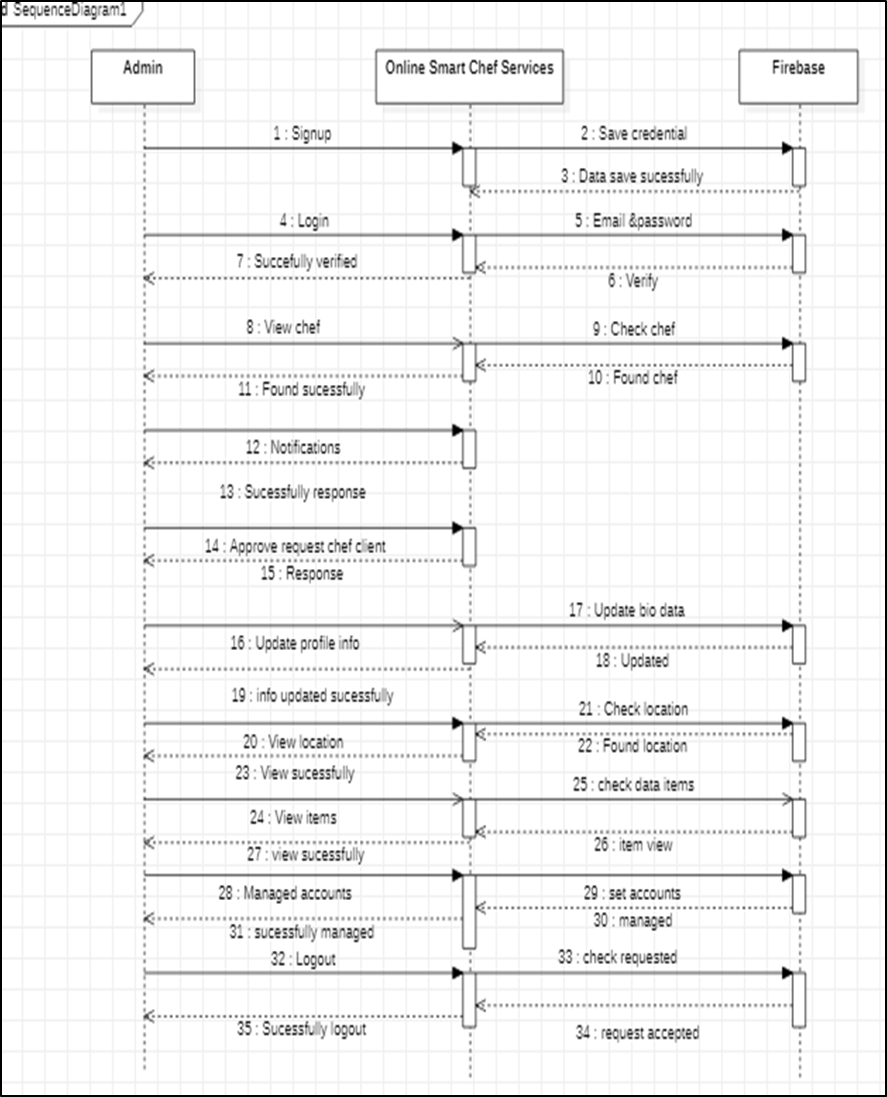 d SequenceDiagram1
Admin
Online Smart Chef Services
Firebase
1 : Signup
2 : Save credential
3 : Data save sucessfully
4 : Login
5 : Email &password
7 : Succefully verified
6 : Verify
8 : View chef
9 : Check chef
10 : Found chef
11 : Found sucessfully
12 : Notifications
13 : Sucessfully response
14 : Approve request chef client
15 : Response
17 : Update bio data
16 : Update profile info
18 : Updated
19 : info updated sucessfully
21 : Check location
20 : View location
22 : Found location
23 : View sucessfully
25 : check data items
24 : View items
26 : item view
27 : view sucessfully
28 : Managed accounts
29 : set accounts
30 : managed
31 : sucessfully managed
32 : Logout
33 : check requested
35 : Sucessfully logout
34 : request accepted